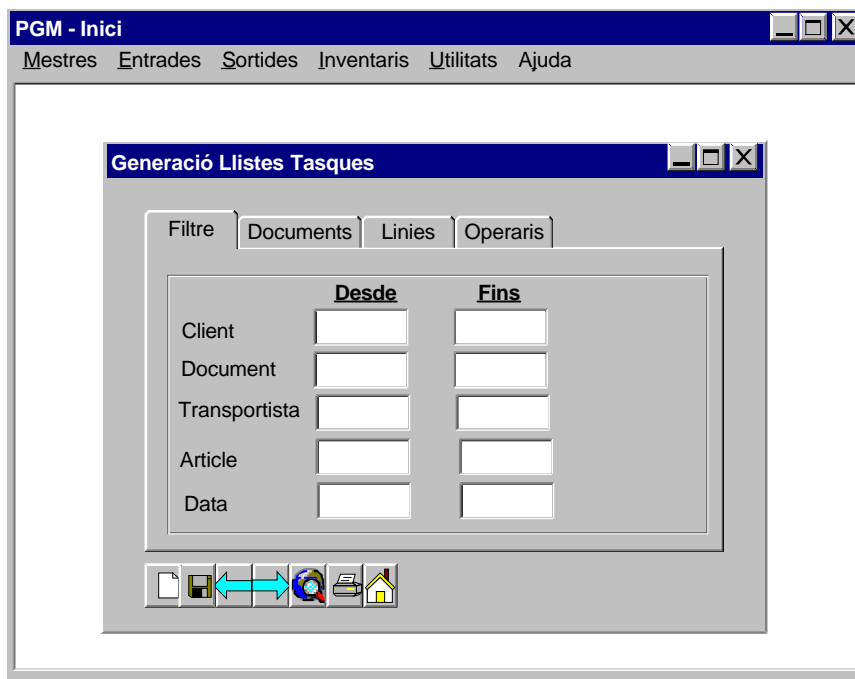 PGM - Inici
Mestres Entrades Sortides Inventaris Utilitats Ajuda
Generació Llistes Tasques
Filtre Documents Linies Operaris
Desde Fins
Client
Document
Transportista
Article
Data